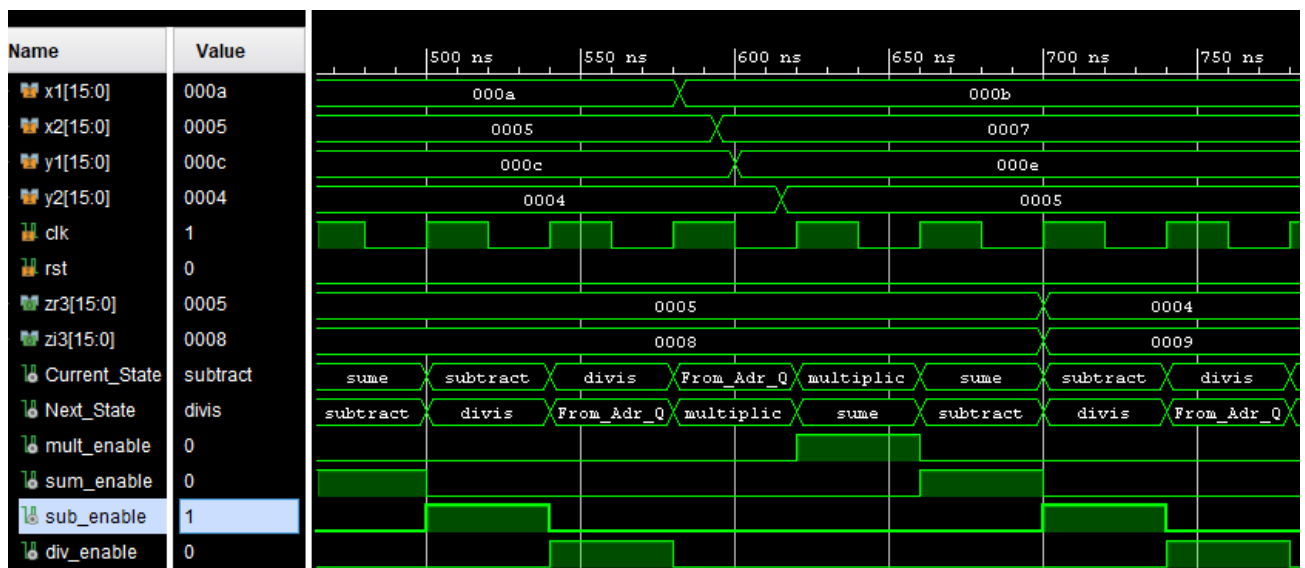 Name Value 500 ns 550 ns 600 ns 650 ns 700 ns 750 ns
x1[15:0] 000a 000a 000b
x2[15:0] 0005 0005 0007
y1[15:0] 000c 000c 000e
y2[15:0] 0004 0004 0005
clk 1
rst 0
zr3[15:0] 0005 0005 0004
zi3[15:0] 0008 0008 0009
Current_State subtract sume subtract divis From_Adr_Q multiplic sume subtract divis
Next_State divis subtract divis From_Adr_Q multiplic sume subtract divis From_Adr_Q
mult_enable 0
sum_enable 0
sub_enable 1
div_enable 0